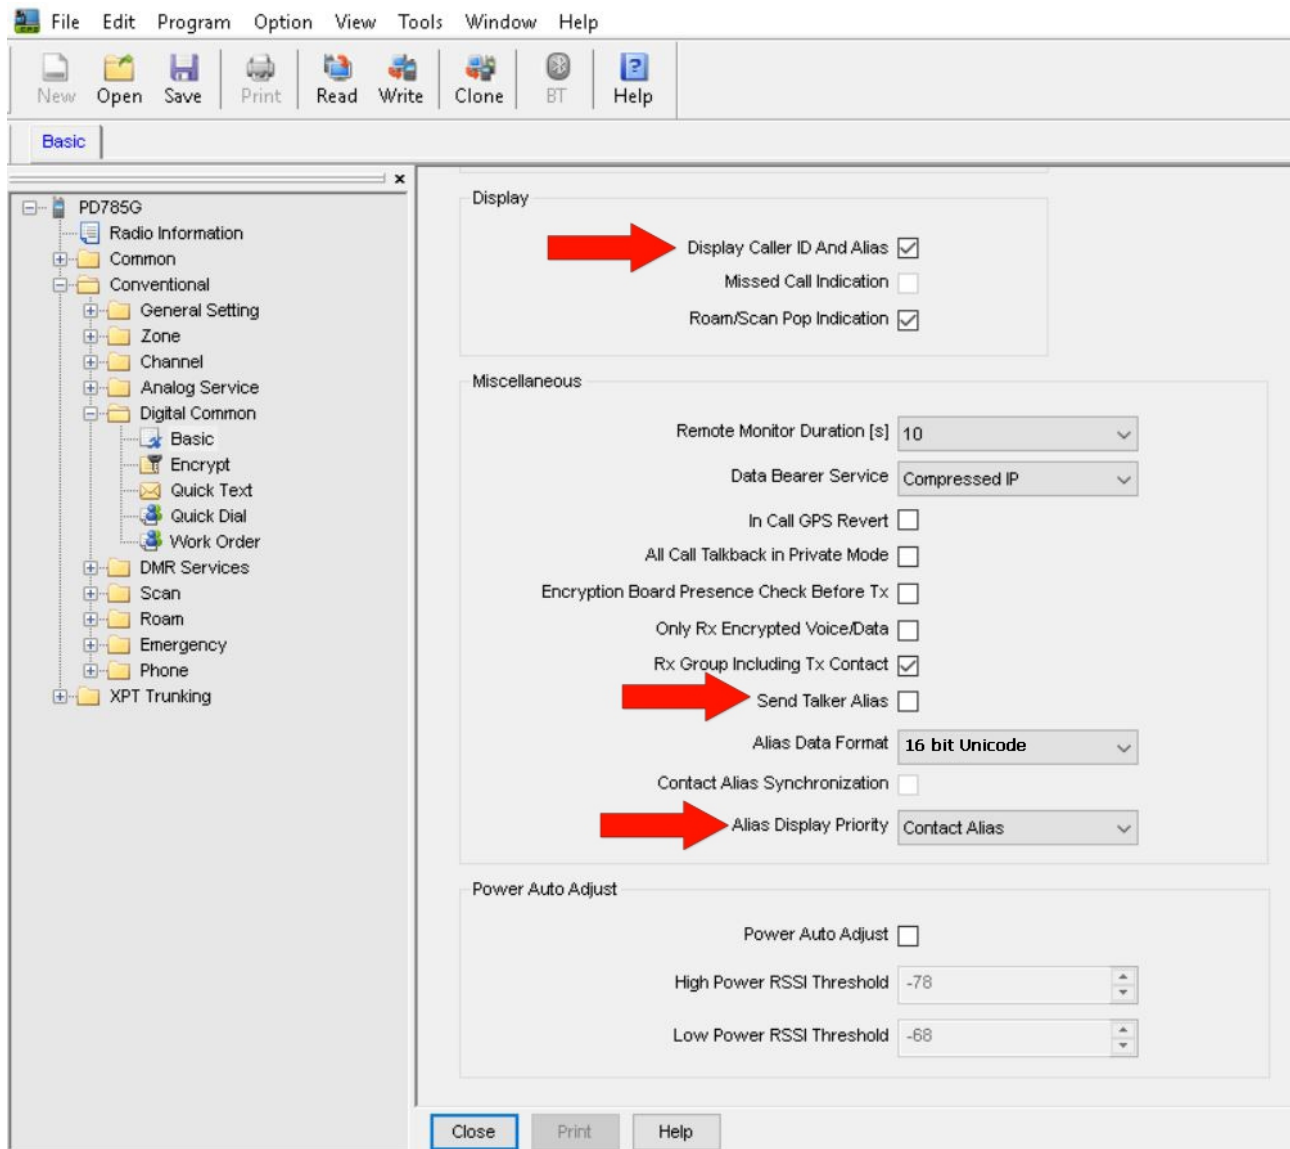 File Edit Program Option View Tools Window Help
New Open Save Print Read Write Clone BT Help
Basic
PD785G
Radio Information
Common
Conventional
General Setting
Zone
Channel
Analog Service
Digital Common
Basic
Encrypt
Quick Text
Quick Dial
Work Order
DMR Services
Scan
Roam
Emergency
Phone
XPT Trunking
Display
Display Caller ID And Alias
Missed Call Indication
Roam/Scan Pop Indication
Miscellaneous
Remote Monitor Duration [s] 10
Data Bearer Service Compressed IP
In Call GPS Revert
All Call Talkback in Private Mode
Encryption Board Presence Check Before Tx
Only Rx Encrypted Voice/Data
Rx Group Including Tx Contact
Send Talker Alias
Alias Data Format 16 bit Unicode
Contact Alias Synchronization
Alias Display Priority Contact Alias
Power Auto Adjust
Power Auto Adjust
High Power RSSI Threshold -78
Low Power RSSI Threshold -68
Close Print Help